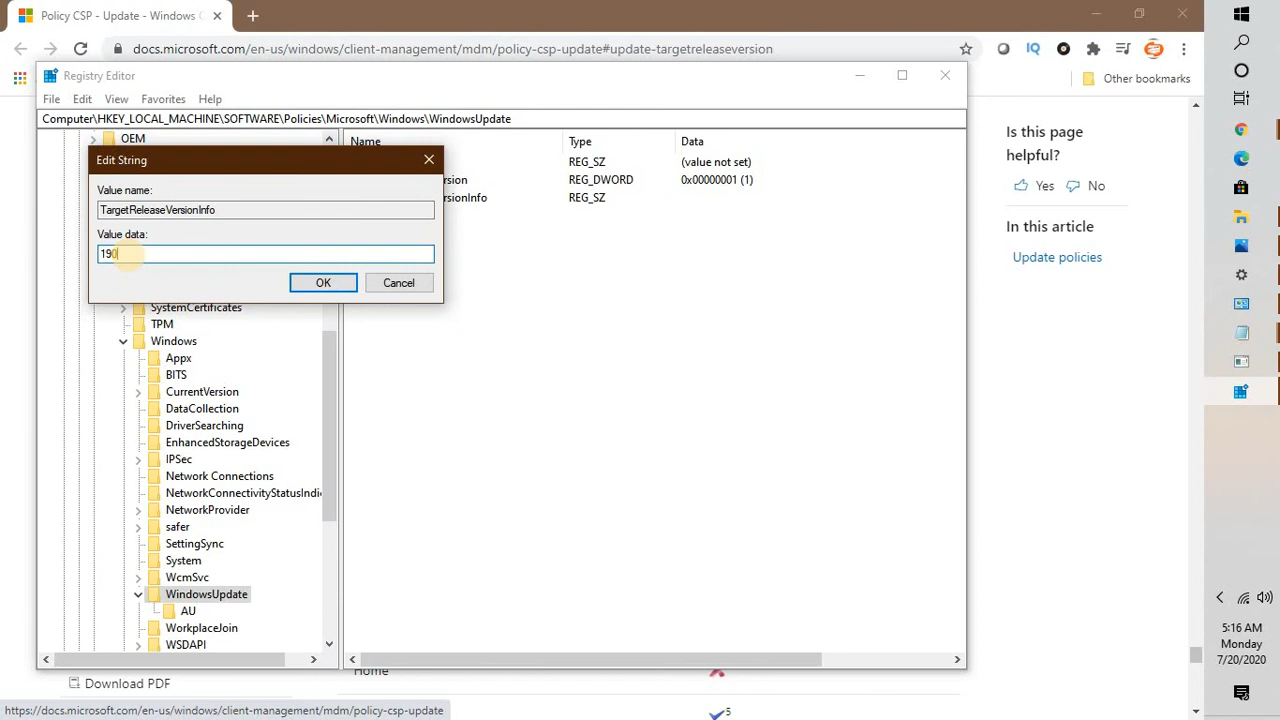 Policy CSP - Update - Windows C
docs.microsoft.com/en-us/windows/client-management/mdm/policy-csp-update#update-targetreleaseversion
IQ
Other bookmarks
Registry Editor
File Edit View Favorites Help
Computer\HKEY_LOCAL_MACHINE\SOFTWARE\Policies\Microsoft\Windows\WindowsUpdate
OEM
Name Type Data
REG_SZ (value not set)
rsion REG_DWORD 0x00000001 (1)
rsionInfo REG_SZ
Edit String
Value name:
TargetReleaseVersionInfo
Value data:
190
OK Cancel
SystemCertificates
TPM
Windows
Appx
BITS
CurrentVersion
DataCollection
DriverSearching
EnhancedStorageDevices
IPSec
Network Connections
NetworkConnectivityStatusIndi
NetworkProvider
safer
SettingSync
System
WcmSvc
WindowsUpdate
AU
WorkplaceJoin
WSDAPI
Is this page
helpful?
Yes No
In this article
Update policies
Home
Download PDF
5
https://docs.microsoft.com/en-us/windows/client-management/mdm/policy-csp-update
5:16 AM
Monday
7/20/2020